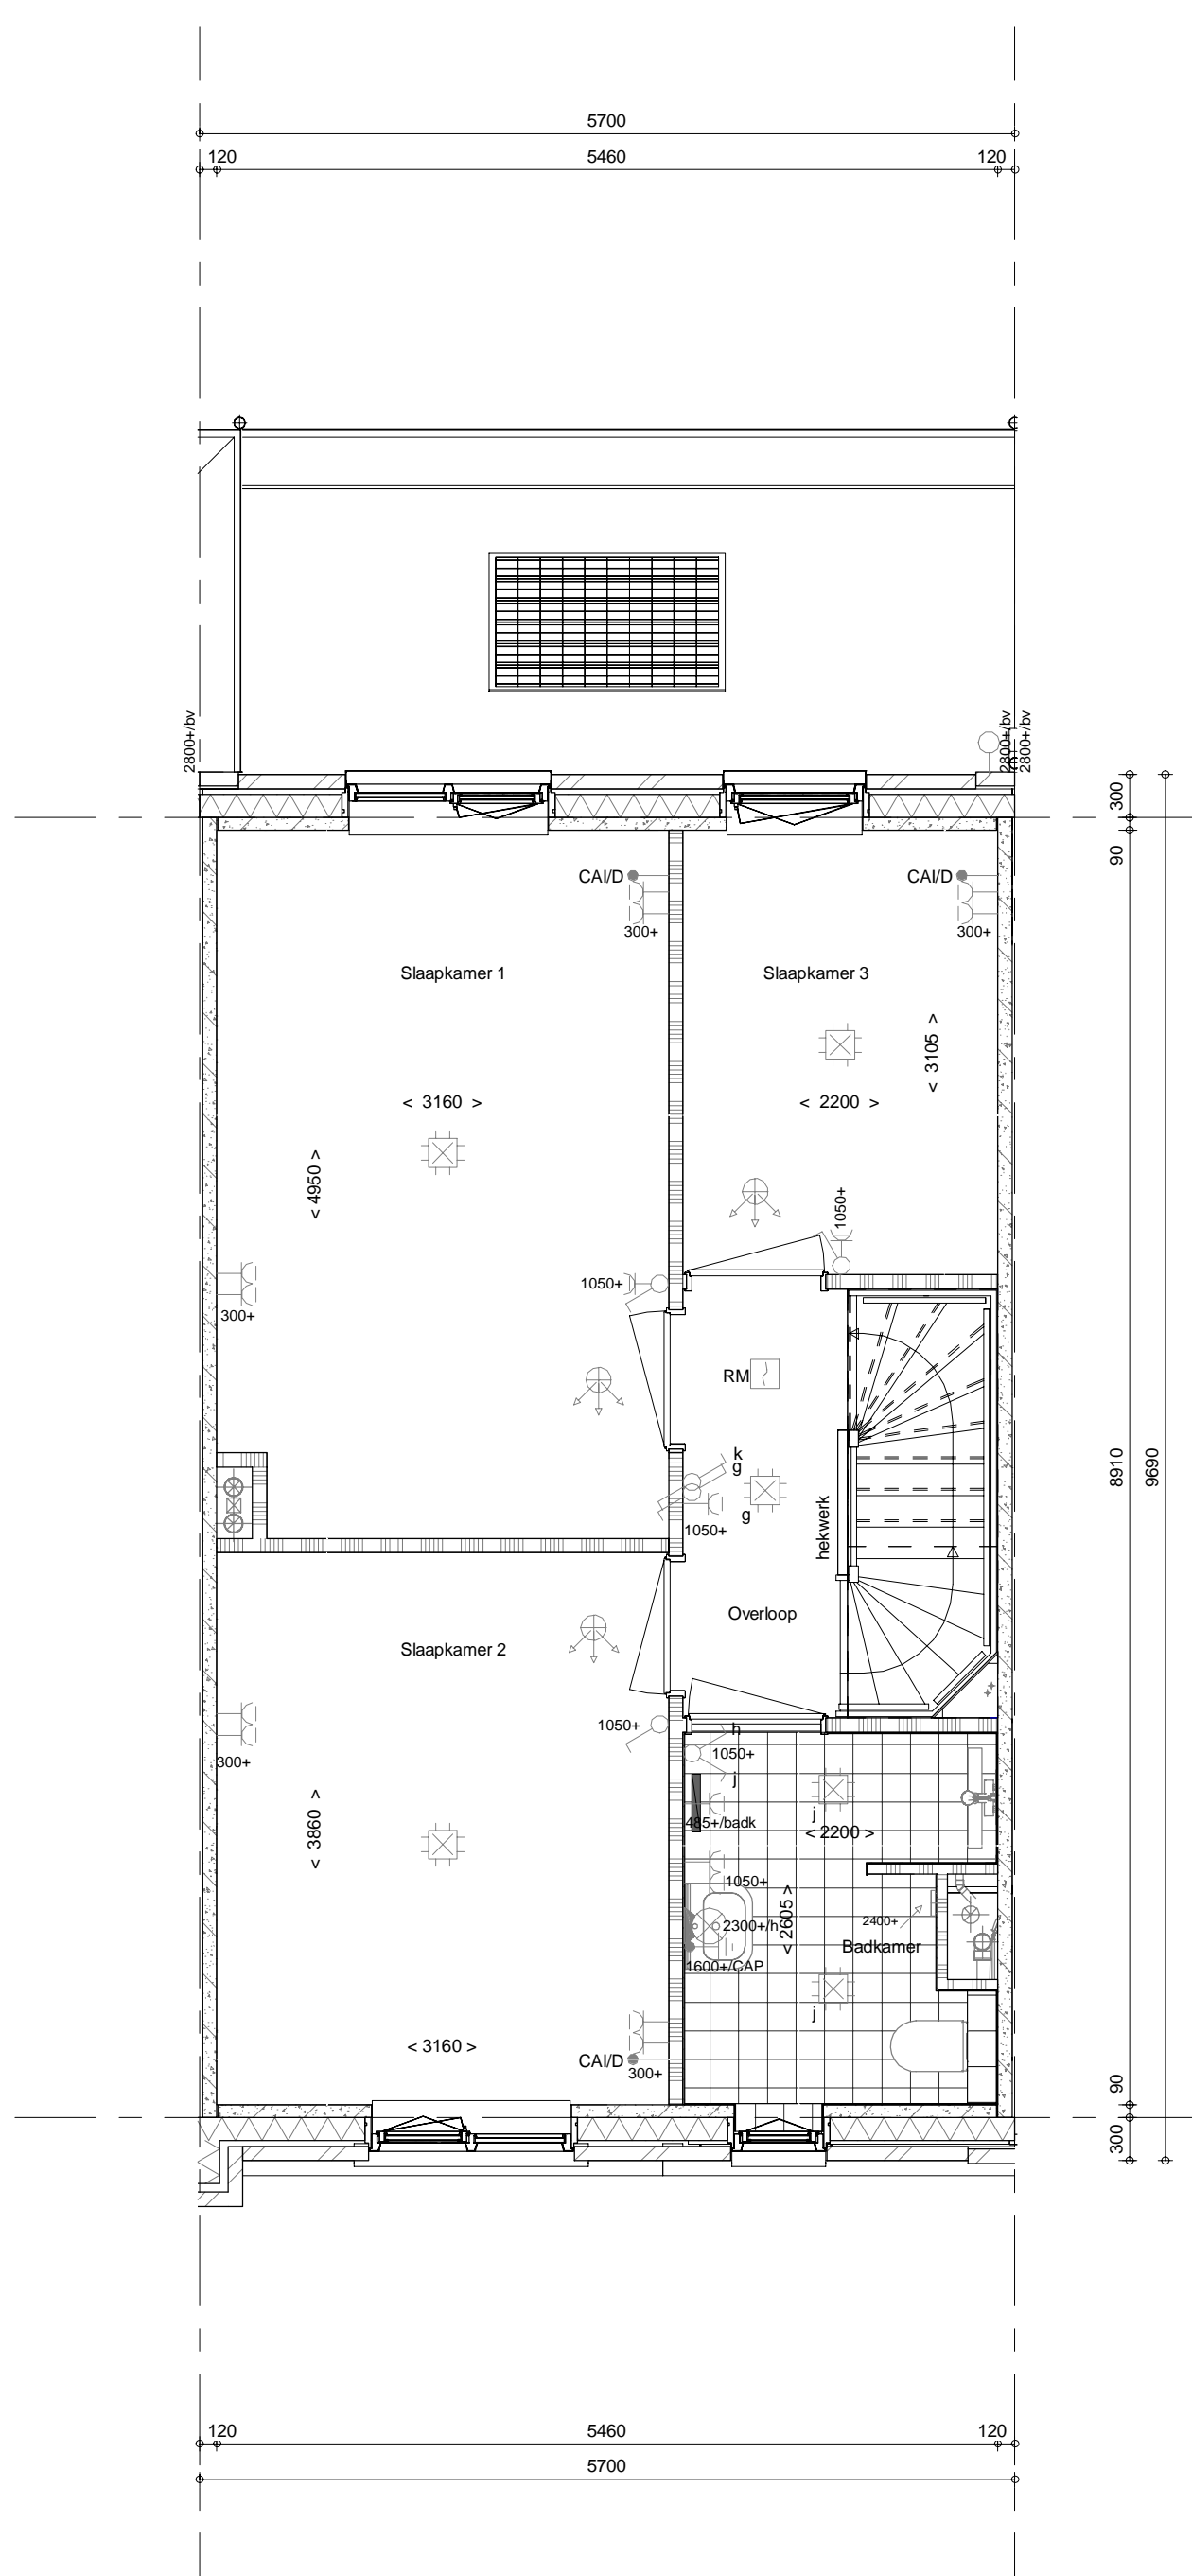 5700
120 5460 120
2800+/bv 2800+/bv 2800+/bv
300
90
CAI/D CAI/D
300+ 300+
Slaapkamer 1 Slaapkamer 3
< 3105 >
< 3160 > < 2200 >
< 4950 >
1050+
1050+
300+
RM
k
g
g
1050+
hekwerk
8910 9690
Overloop
Slaapkamer 2
1050+
h
1050+
j
300+
j
485+/badk
< 2200 >
< 3860 >
1050+
< 2605 >
2300+/h
2400+
Badkamer
1600+/CAP
j
< 3160 >
CAI/D
300+
90
300
120 5460 120
5700